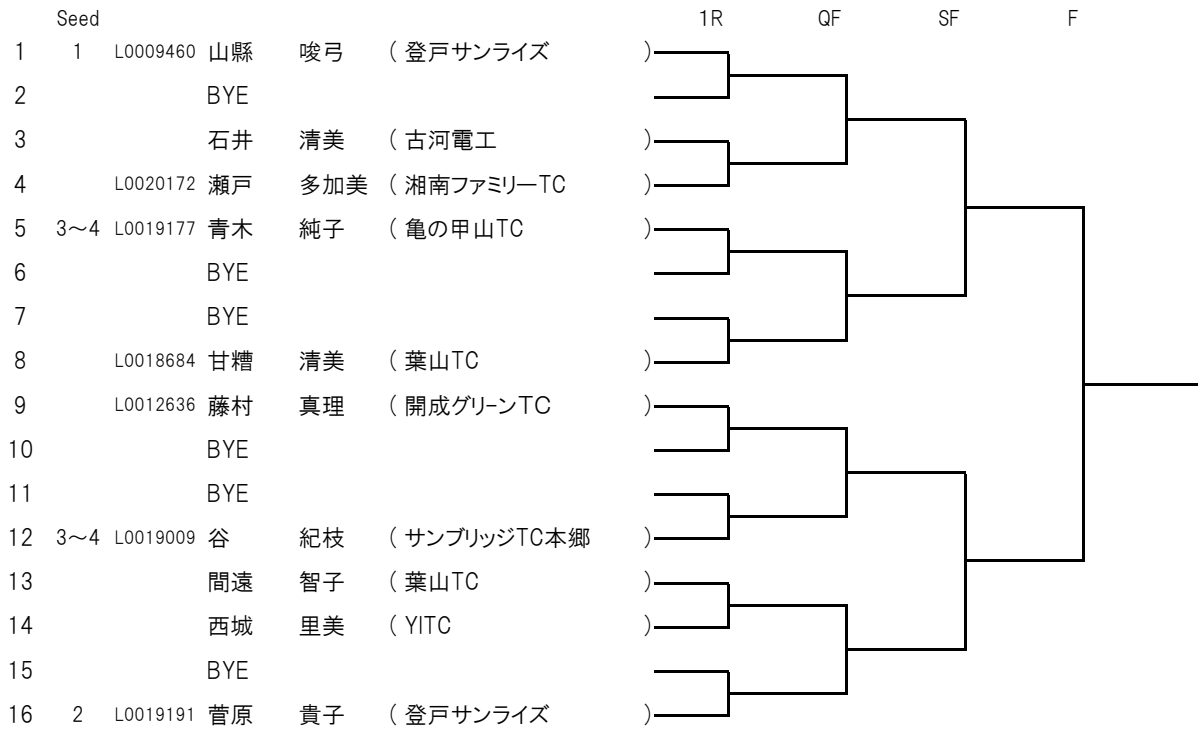 Seed 1R QF SF F
1 1 L0009460 山縣 唆弓 ( 登戸サンライズ )
2 BYE
3 石井 清美 ( 古河電工 )
4 L0020172 瀬戸 多加美 ( 湘南ファミリーTC )
5 3～4 L0019177 青木 純子 ( 亀の甲山TC )
6 BYE
7 BYE
8 L0018684 甘糟 清美 ( 葉山TC )
9 L0012636 藤村 真理 ( 開成グリーンTC )
10 BYE
11 BYE
12 3～4 L0019009 谷 紀枝 ( サンブリッジTC本郷 )
13 間遠 智子 ( 葉山TC )
14 西城 里美 ( YITC )
15 BYE
16 2 L0019191 菅原 貴子 ( 登戸サンライズ )